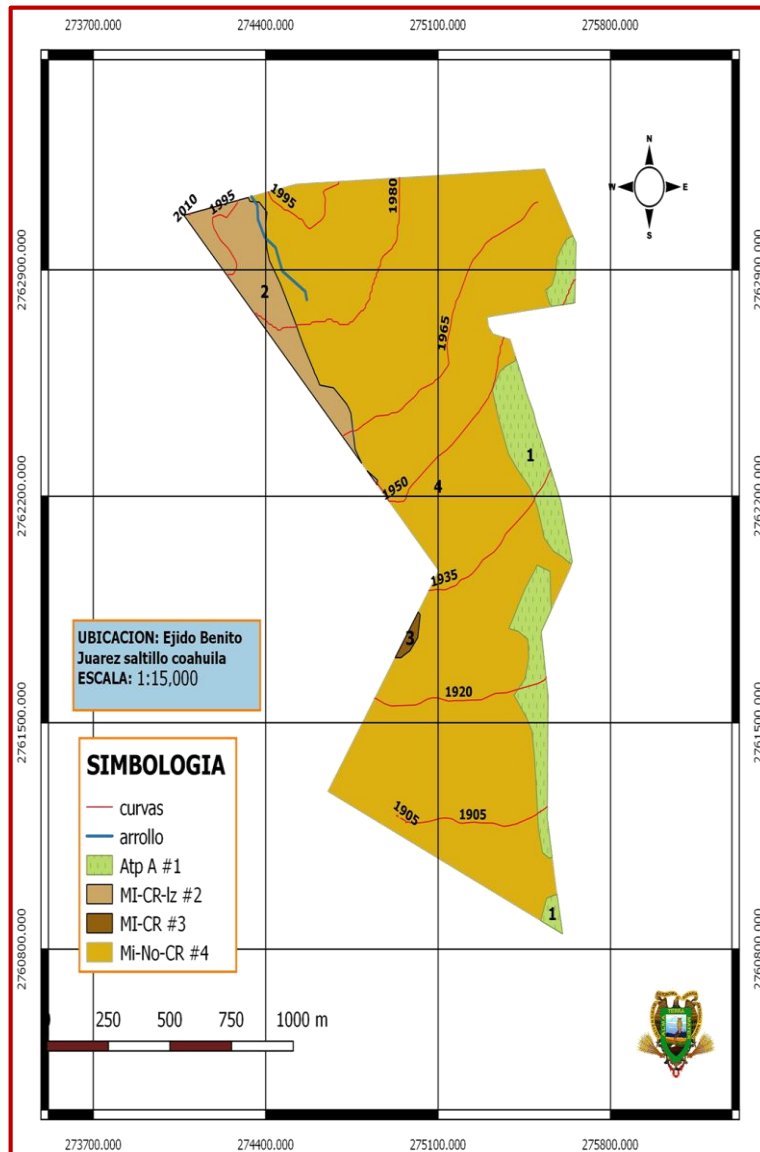 273700.000 274400.000 275100.000 275800.000
N
W E
S
2010
1995
1995
1980
2762900.000
2762900.000
2
1965
1
2762200.000
2762200.000
1950
4
1935
UBICACION: Ejido Benito
Juarez saltillo coahuila
ESCALA: 1:15,000
3
1920
2761500.000
2761500.000
SIMBOLOGIA
curvas
arrollo
Atp A #1
MI-CR-lz #2
MI-CR #3
Mi-No-CR #4
1905
1905
1
2760800.000
2760800.000
0 250 500 750 1000 m
TERRA
273700.000 274400.000 275100.000 275800.000